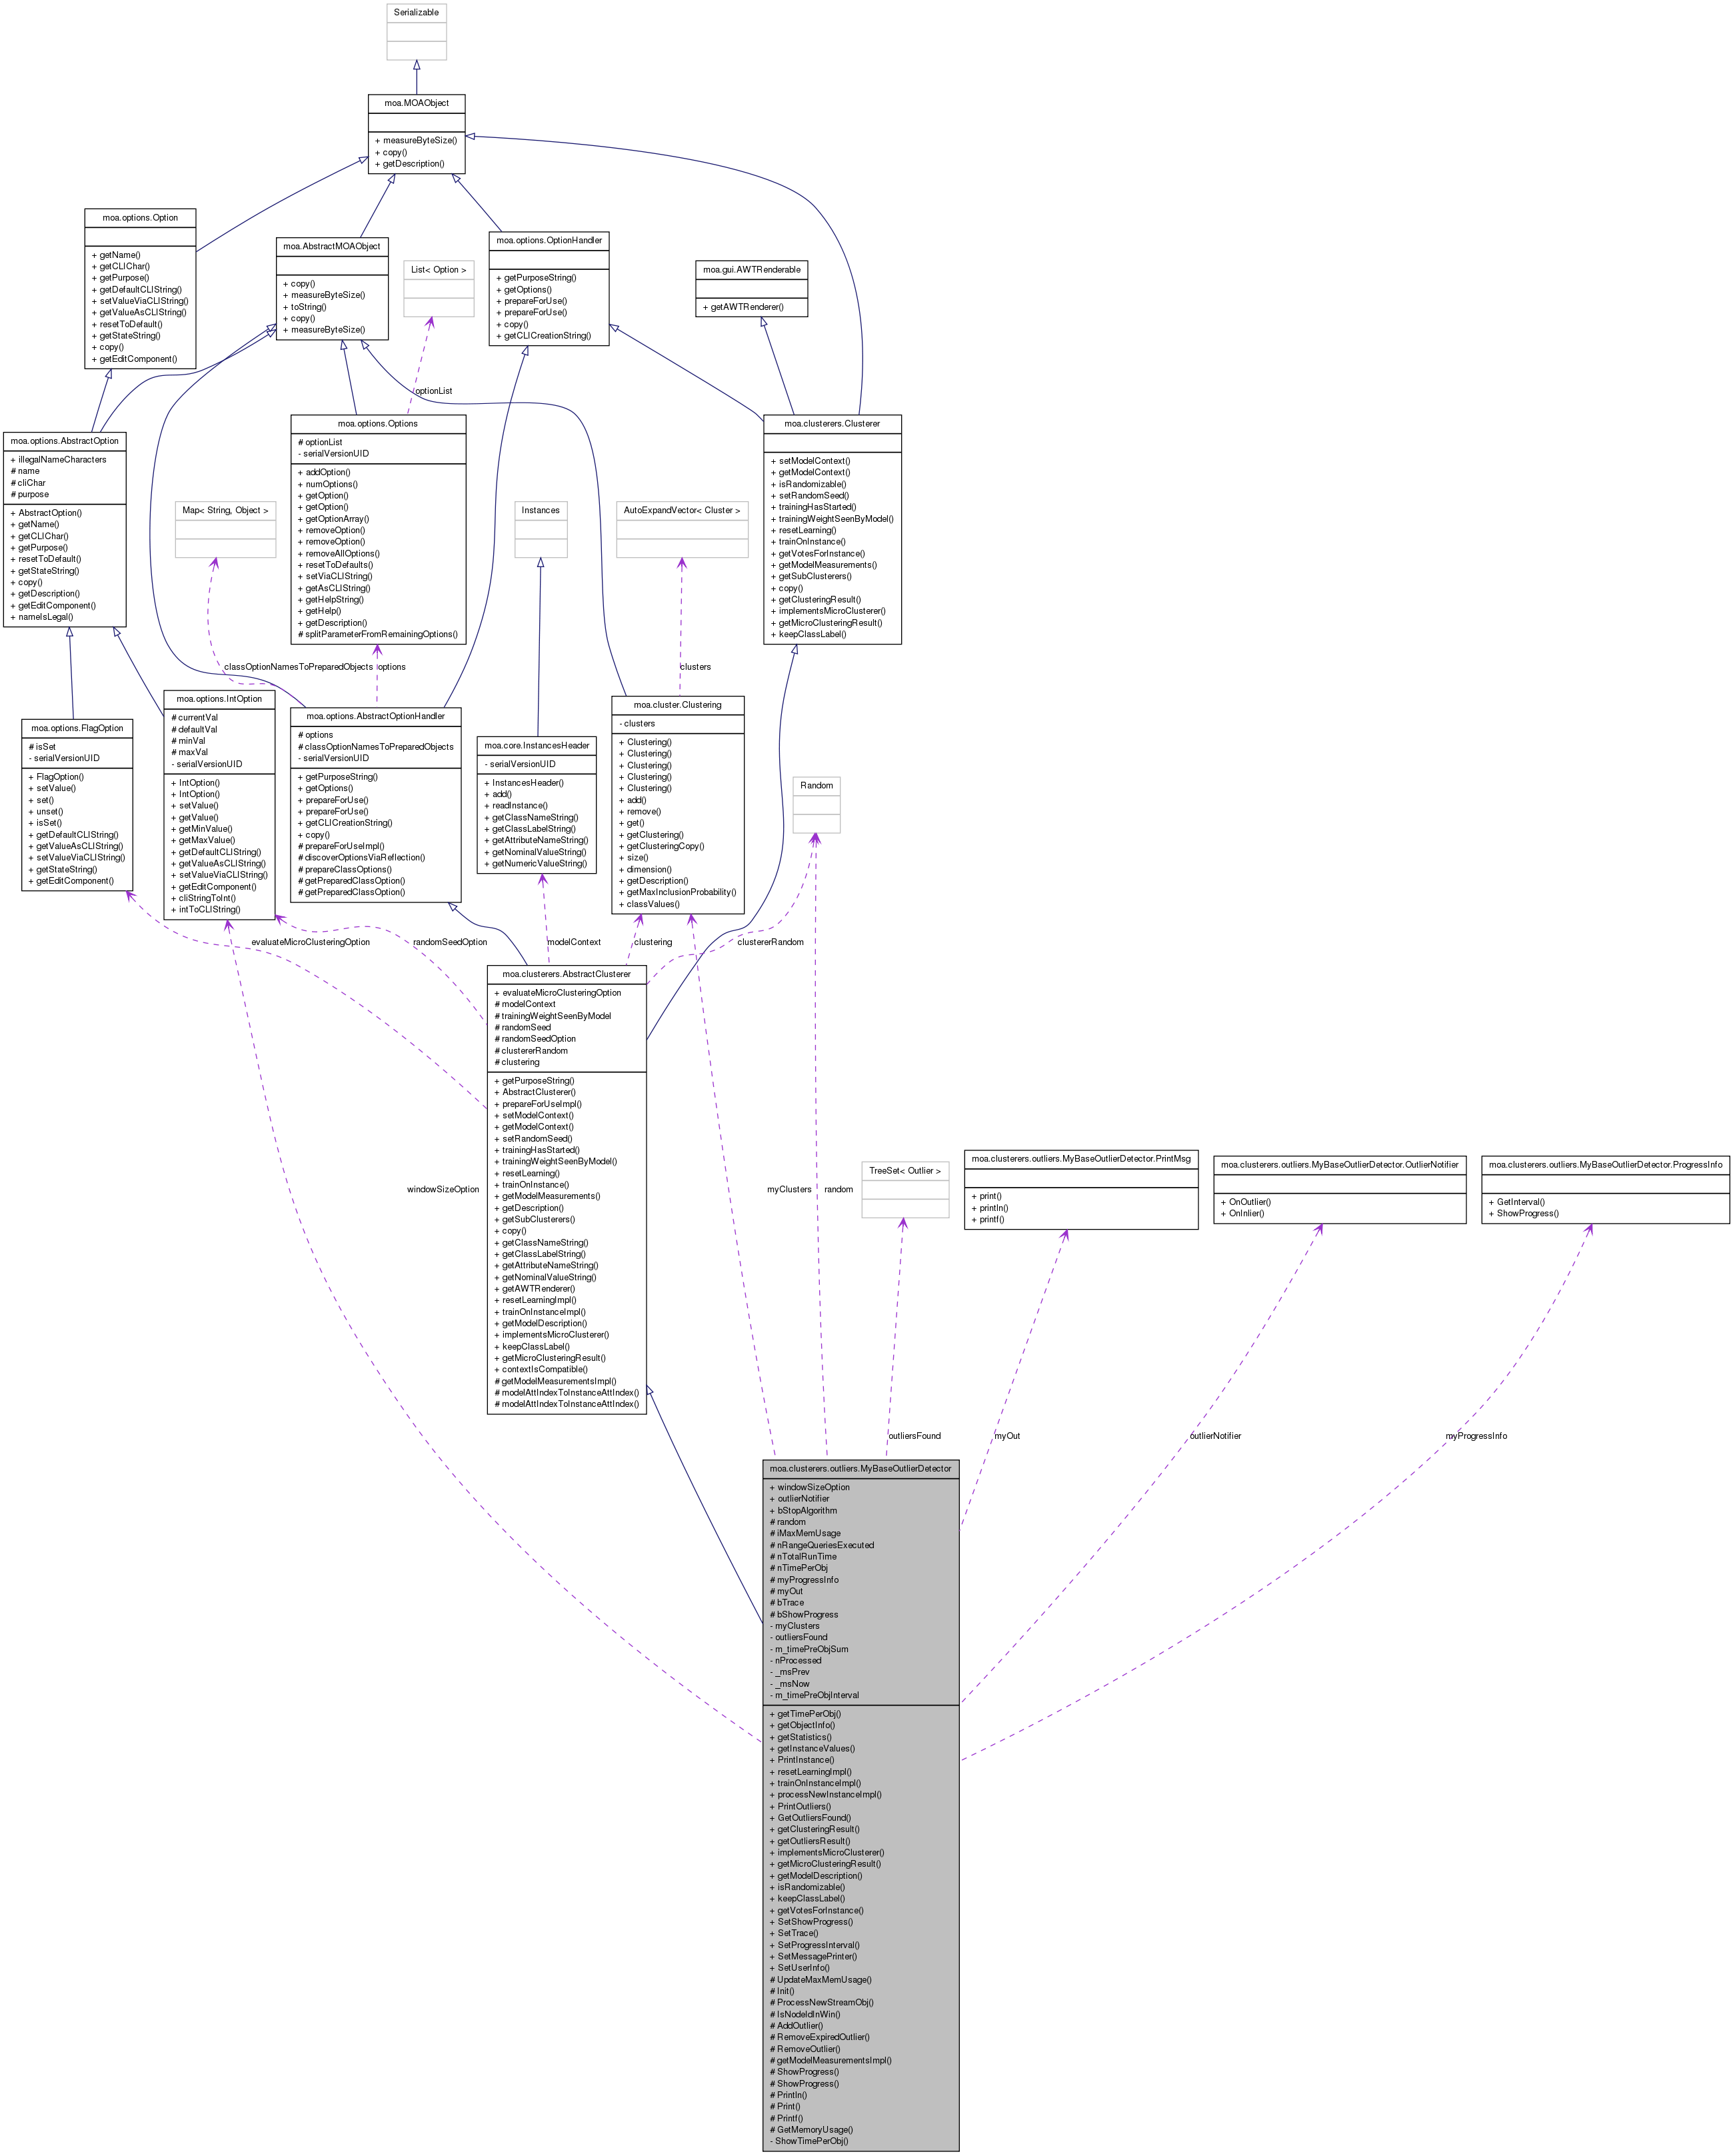 Serializable
moa.MOAObject
+ measureByteSize()
+ copy()
+ getDescription()
moa.options.Option
+ getName()
+ getCLIChar()
+ getPurpose()
+ getDefaultCLIString()
+ setValueViaCLIString()
+ getValueAsCLIString()
+ resetToDefault()
+ getStateString()
+ copy()
+ getEditComponent()
moa.AbstractMOAObject
+ copy()
+ measureByteSize()
+ toString()
+ copy()
+ measureByteSize()
List< Option >
moa.options.OptionHandler
+ getPurposeString()
+ getOptions()
+ prepareForUse()
+ prepareForUse()
+ copy()
+ getCLICreationString()
moa.gui.AWTRenderable
+ getAWTRenderer()
optionList
moa.options.AbstractOption
+ illegalNameCharacters
# name
# cliChar
# purpose
+ AbstractOption()
+ getName()
+ getCLIChar()
+ getPurpose()
+ resetToDefault()
+ getStateString()
+ copy()
+ getDescription()
+ getEditComponent()
+ nameIsLegal()
Map< String, Object >
moa.options.Options
# optionList
- serialVersionUID
+ addOption()
+ numOptions()
+ getOption()
+ getOption()
+ getOptionArray()
+ removeOption()
+ removeOption()
+ removeAllOptions()
+ resetToDefaults()
+ setViaCLIString()
+ getAsCLIString()
+ getHelpString()
+ getHelp()
+ getDescription()
# splitParameterFromRemainingOptions()
Instances
AutoExpandVector< Cluster >
moa.clusterers.Clusterer
+ setModelContext()
+ getModelContext()
+ isRandomizable()
+ setRandomSeed()
+ trainingHasStarted()
+ trainingWeightSeenByModel()
+ resetLearning()
+ trainOnInstance()
+ getVotesForInstance()
+ getModelMeasurements()
+ getSubClusterers()
+ copy()
+ getClusteringResult()
+ implementsMicroClusterer()
+ getMicroClusteringResult()
+ keepClassLabel()
classOptionNamesToPreparedObjects
options
clusters
moa.options.FlagOption
# isSet
- serialVersionUID
+ FlagOption()
+ setValue()
+ set()
+ unset()
+ isSet()
+ getDefaultCLIString()
+ getValueAsCLIString()
+ setValueViaCLIString()
+ getStateString()
+ getEditComponent()
moa.options.IntOption
# currentVal
# defaultVal
# minVal
# maxVal
- serialVersionUID
+ IntOption()
+ IntOption()
+ setValue()
+ getValue()
+ getMinValue()
+ getMaxValue()
+ getDefaultCLIString()
+ getValueAsCLIString()
+ setValueViaCLIString()
+ getEditComponent()
+ cliStringToInt()
+ intToCLIString()
moa.options.AbstractOptionHandler
# options
# classOptionNamesToPreparedObjects
- serialVersionUID
+ getPurposeString()
+ getOptions()
+ prepareForUse()
+ prepareForUse()
+ getCLICreationString()
+ copy()
# prepareForUseImpl()
# discoverOptionsViaReflection()
# prepareClassOptions()
# getPreparedClassOption()
# getPreparedClassOption()
moa.core.InstancesHeader
- serialVersionUID
+ InstancesHeader()
+ add()
+ readInstance()
+ getClassNameString()
+ getClassLabelString()
+ getAttributeNameString()
+ getNominalValueString()
+ getNumericValueString()
moa.cluster.Clustering
- clusters
+ Clustering()
+ Clustering()
+ Clustering()
+ Clustering()
+ Clustering()
+ add()
+ remove()
+ get()
+ getClustering()
+ getClusteringCopy()
+ size()
+ dimension()
+ getDescription()
+ getMaxInclusionProbability()
+ classValues()
Random
evaluateMicroClusteringOption
randomSeedOption
modelContext
clustering
clustererRandom
moa.clusterers.AbstractClusterer
+ evaluateMicroClusteringOption
# modelContext
# trainingWeightSeenByModel
# randomSeed
# randomSeedOption
# clustererRandom
# clustering
+ getPurposeString()
+ AbstractClusterer()
+ prepareForUseImpl()
+ setModelContext()
+ getModelContext()
+ setRandomSeed()
+ trainingHasStarted()
+ trainingWeightSeenByModel()
+ resetLearning()
+ trainOnInstance()
+ getModelMeasurements()
+ getDescription()
+ getSubClusterers()
+ copy()
+ getClassNameString()
+ getClassLabelString()
+ getAttributeNameString()
+ getNominalValueString()
+ getAWTRenderer()
+ resetLearningImpl()
+ trainOnInstanceImpl()
+ getModelDescription()
+ implementsMicroClusterer()
+ keepClassLabel()
+ getMicroClusteringResult()
+ contextIsCompatible()
# getModelMeasurementsImpl()
# modelAttIndexToInstanceAttIndex()
# modelAttIndexToInstanceAttIndex()
windowSizeOption
myClusters
random
TreeSet< Outlier >
moa.clusterers.outliers.MyBaseOutlierDetector.PrintMsg
+ print()
+ println()
+ printf()
moa.clusterers.outliers.MyBaseOutlierDetector.OutlierNotifier
+ OnOutlier()
+ OnInlier()
moa.clusterers.outliers.MyBaseOutlierDetector.ProgressInfo
+ GetInterval()
+ ShowProgress()
outliersFound
myOut
outlierNotifier
myProgressInfo
moa.clusterers.outliers.MyBaseOutlierDetector
+ windowSizeOption
+ outlierNotifier
+ bStopAlgorithm
# random
# iMaxMemUsage
# nRangeQueriesExecuted
# nTotalRunTime
# nTimePerObj
# myProgressInfo
# myOut
# bTrace
# bShowProgress
- myClusters
- outliersFound
- m_timePreObjSum
- nProcessed
- _msPrev
- _msNow
- m_timePreObjInterval
+ getTimePerObj()
+ getObjectInfo()
+ getStatistics()
+ getInstanceValues()
+ PrintInstance()
+ resetLearningImpl()
+ trainOnInstanceImpl()
+ processNewInstanceImpl()
+ PrintOutliers()
+ GetOutliersFound()
+ getClusteringResult()
+ getOutliersResult()
+ implementsMicroClusterer()
+ getMicroClusteringResult()
+ getModelDescription()
+ isRandomizable()
+ keepClassLabel()
+ getVotesForInstance()
+ SetShowProgress()
+ SetTrace()
+ SetProgressInterval()
+ SetMessagePrinter()
+ SetUserInfo()
# UpdateMaxMemUsage()
# Init()
# ProcessNewStreamObj()
# IsNodeIdInWin()
# AddOutlier()
# RemoveExpiredOutlier()
# RemoveOutlier()
# getModelMeasurementsImpl()
# ShowProgress()
# ShowProgress()
# Println()
# Print()
# Printf()
# GetMemoryUsage()
- ShowTimePerObj()